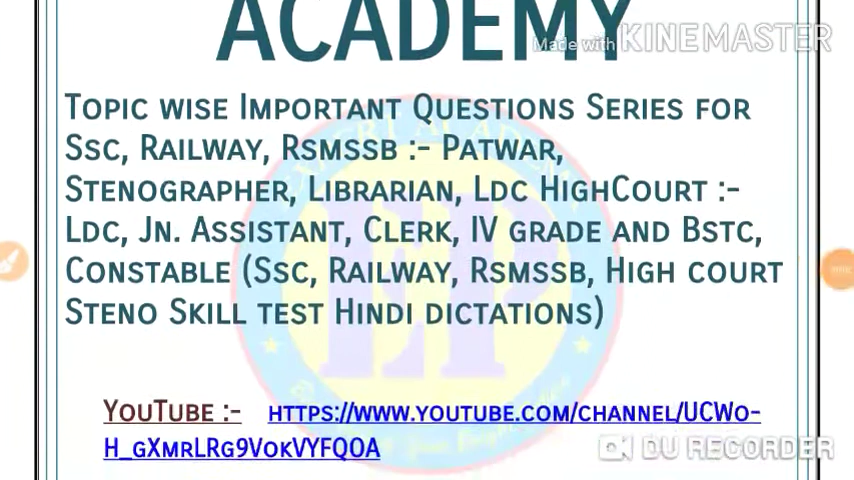 ACADEMY
Made with KINEMASTER
Topic wise Important Questions Series for
Ssc, Railway, Rsmssb :- Patwar,
Stenographer, Librarian, Ldc HighCourt :-
Ldc, Jn. Assistant, Clerk, IV grade and Bstc,
Constable (Ssc, Railway, Rsmssb, High court
Steno Skill test Hindi dictations)
EP
YouTube :- https://www.youtube.com/channel/UCWo-
H_gXmrLRg9VokVYFQOA
DU RECORDER